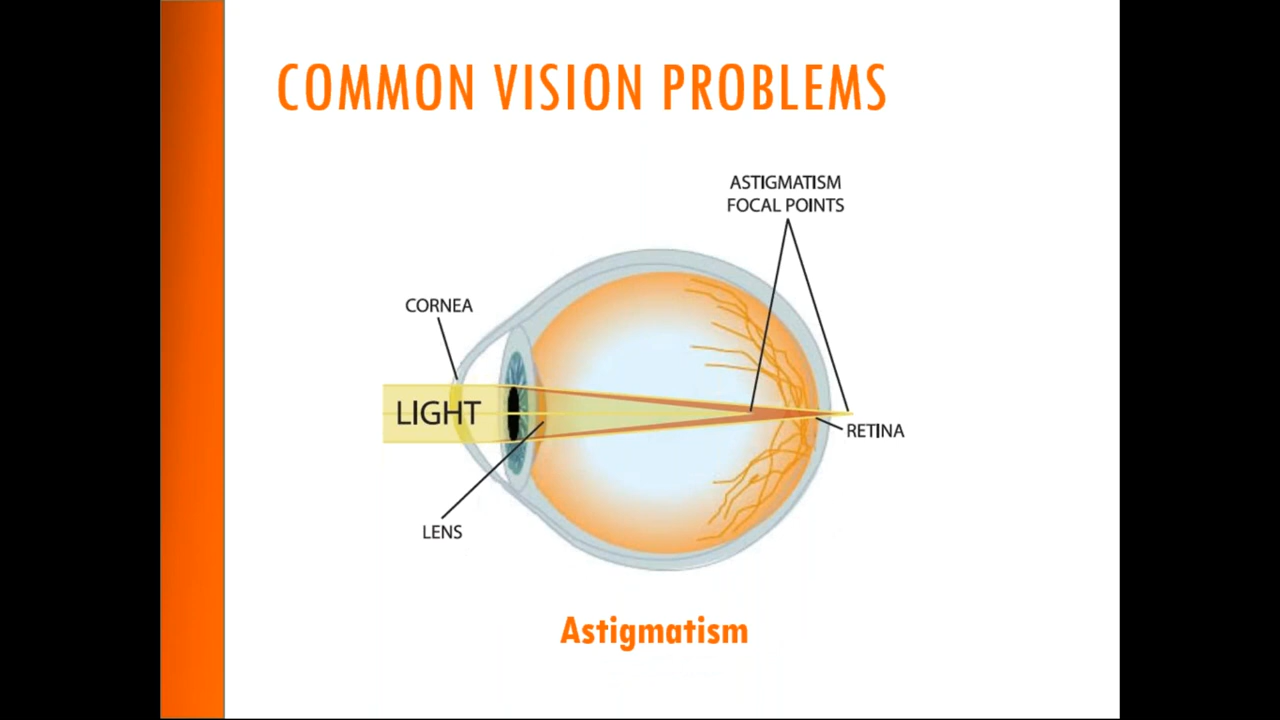 COMMON VISION PROBLEMS
ASTIGMATISM
FOCAL POINTS
CORNEA
LIGHT
RETINA
LENS
Astigmatism